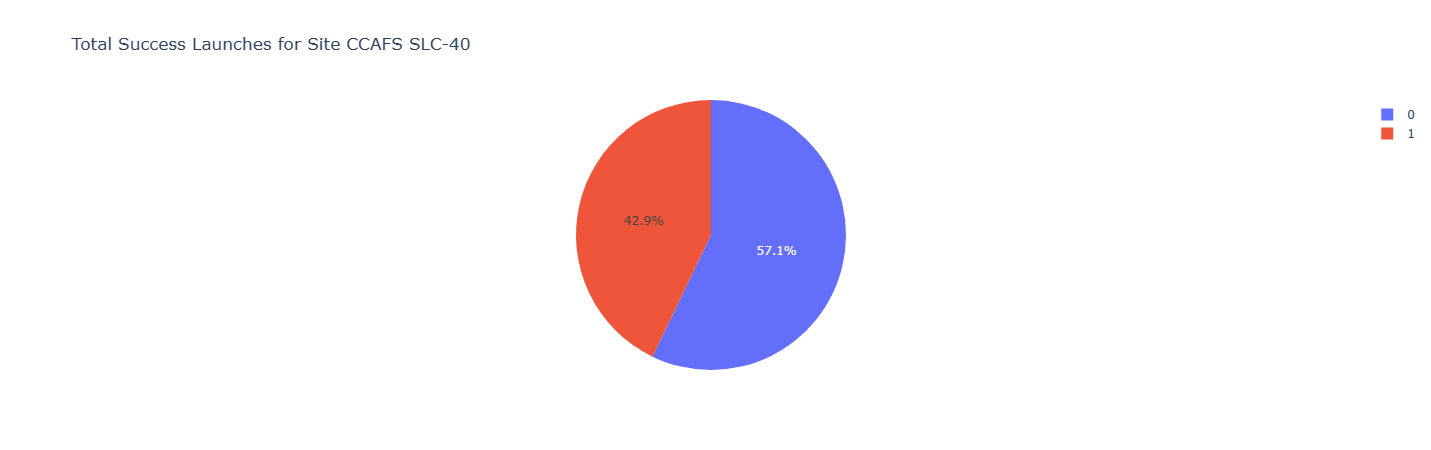 Total Success Launches for Site CCAFS SLC-40
0
1
42.9%
57.1%